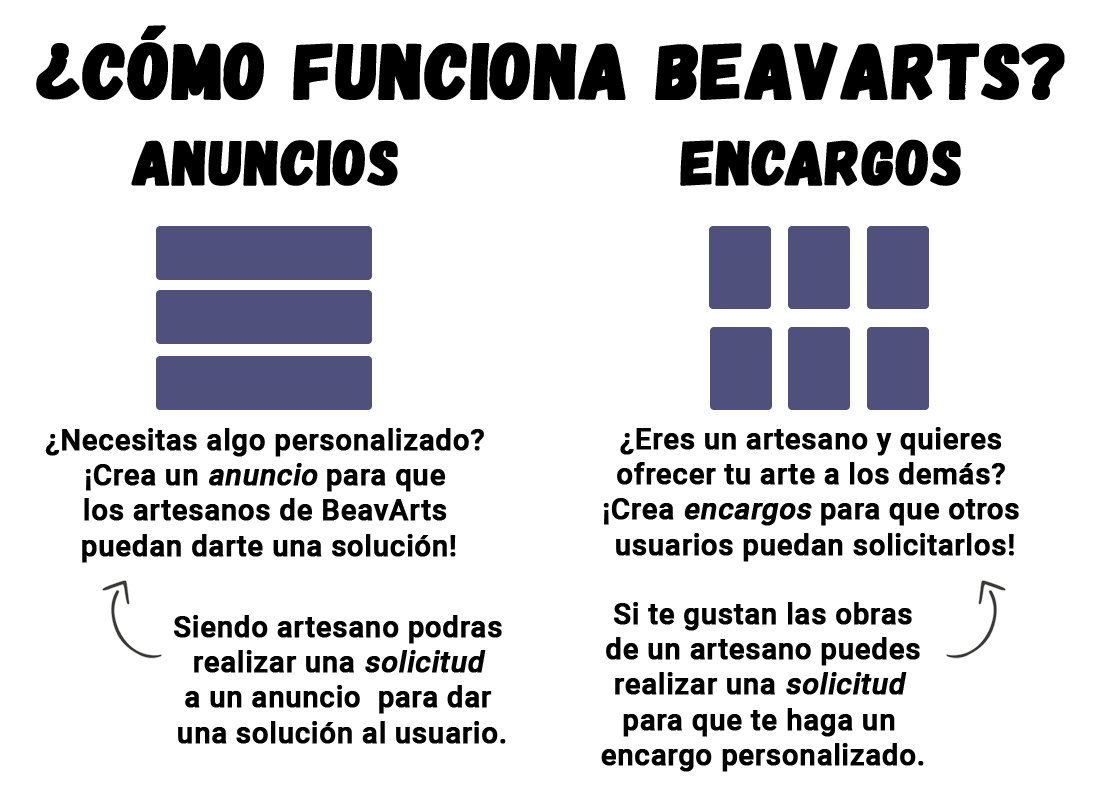 ¿CÓMO FUNCIONA BEAVARTS?
ANUNCIOS
¿Necesitas algo personalizado?
¡Crea un anuncio para que
los artesanos de BeavArts
puedan darte una solución!
Siendo artesano podras
realizar una solicitud
a un anuncio para dar
una solución al usuario.
ENCARGOS
¿Eres un artesano y quieres
ofrecer tu arte a los demás?
¡Crea encargos para que otros
usuarios puedan solicitarlos!
Si te gustan las obras
de un artesano puedes
realizar una solicitud
para que te haga un
encargo personalizado.